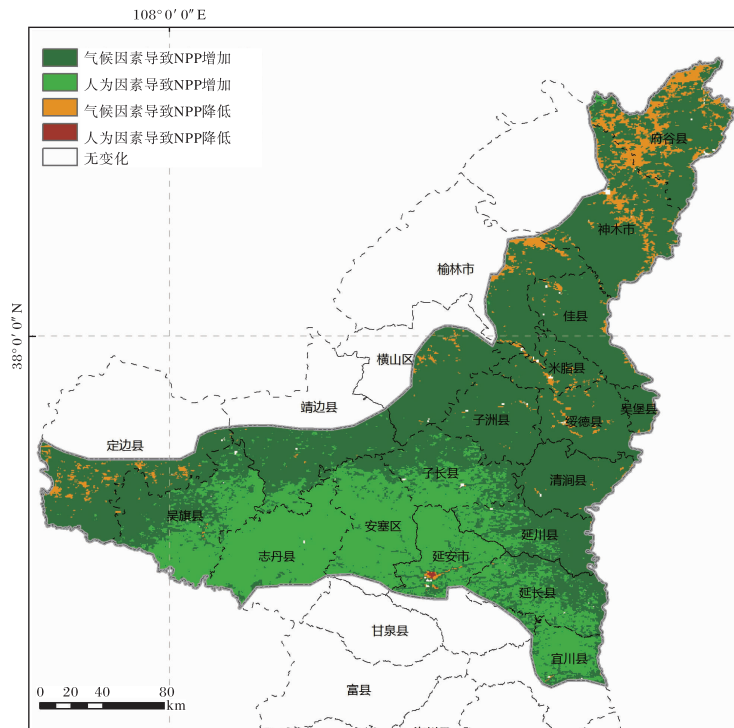 108°0′0″E
气候因素导致NPP增加
人为因素导致NPP增加
气候因素导致NPP降低
人为因素导致NPP降低
无变化
府谷县
神木市
榆林市
38°0′0″N
佳县
横山区
米脂县
靖边县
子洲县
绥德县
吴堡县
定边县
子长县
清涧县
吴旗县
安塞区
延川县
志丹县
延安市
延长县
甘泉县
宜川县
富县
0 20 40 80
km